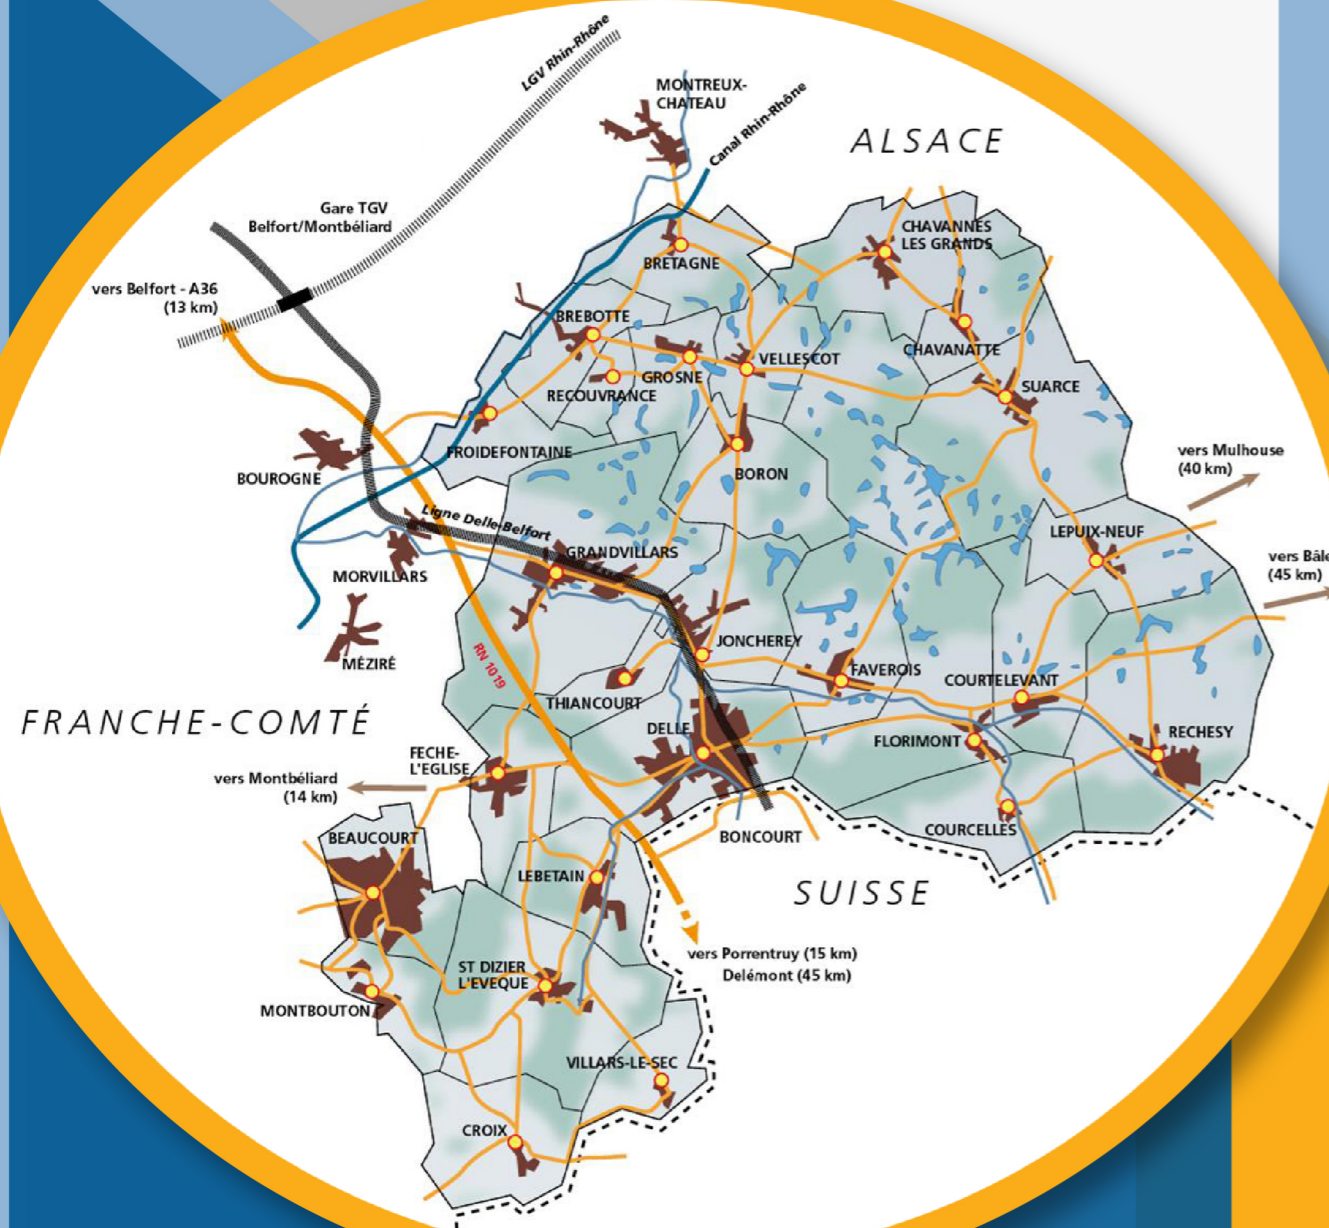 LGV Rhin-Rhône
MONTREUX-
CHATEAU
Canal Rhin-Rhône
ALSACE
Gare TGV
Belfort/Montbéliard
CHAVANNES
LES GRANDS
BRETAGNE
vers Belfort - A36
(13 km)
BREBOTTE
CHAVANATTE
VELLESCOT
GROSNE
SUARCE
RECOUVRANCE
FROIDEFONTAINE
vers Mulhouse
(40 km)
BOUROGNE
BORON
Ligne Delle-Belfort
LEPUIX-NEUF
GRANDVILLARS
vers Bâle
(45 km)
MORVILLARS
JONCHEREY
MÉZIRÉ
RN 1019
FAVEROIS
COURTELEVANT
THIANCOURT
FRANCHE-COMTÉ
DELLE
RECHESY
FLORIMONT
FECHE-
L'EGLISE
vers Montbéliard
(14 km)
COURCELLES
BEAUCOURT
BONCOURT
LEBETAIN
SUISSE
vers Porrentruy (15 km)
Delémont (45 km)
ST DIZIER
L'EVEQUE
MONTBOUTON
VILLARS-LE-SEC
CROIX